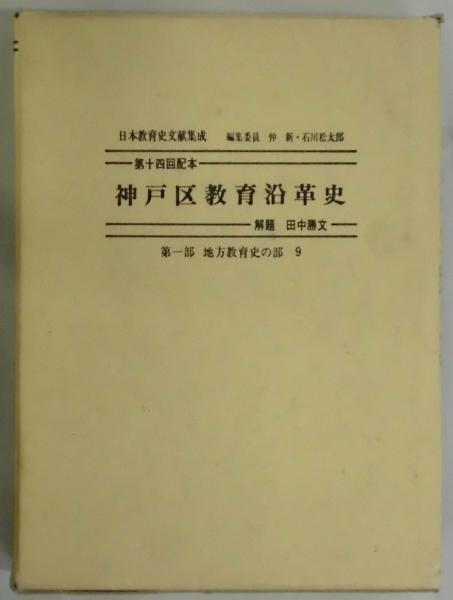 日本教育史文献集成　編集委員　仲 新・石川松太郎
第十四回配本
神戸区教育沿革史
解題　田中勝文
第一部 地方教育史の部 9